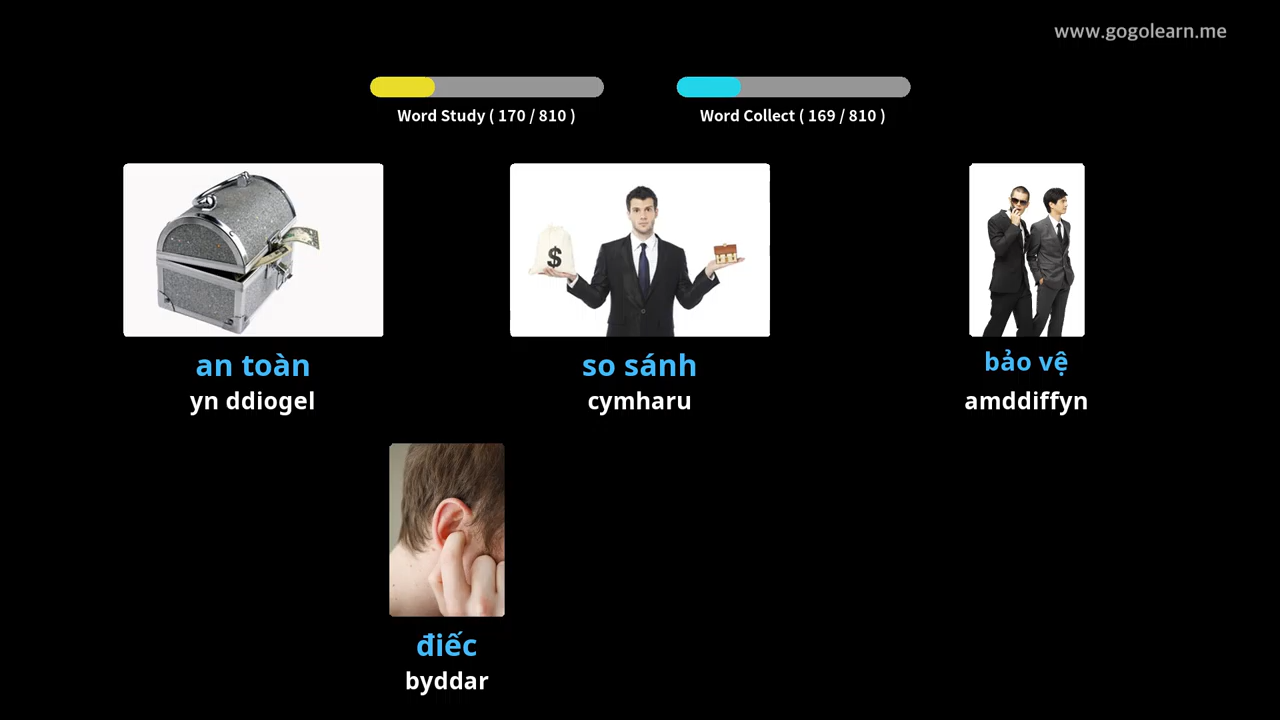 www.gogolearn.me
Word Study ( 170 / 810 )
Word Collect ( 169 / 810 )
$
an toàn
yn ddiogel
so sánh
cymharu
bảo vệ
amddiffyn
điếc
byddar